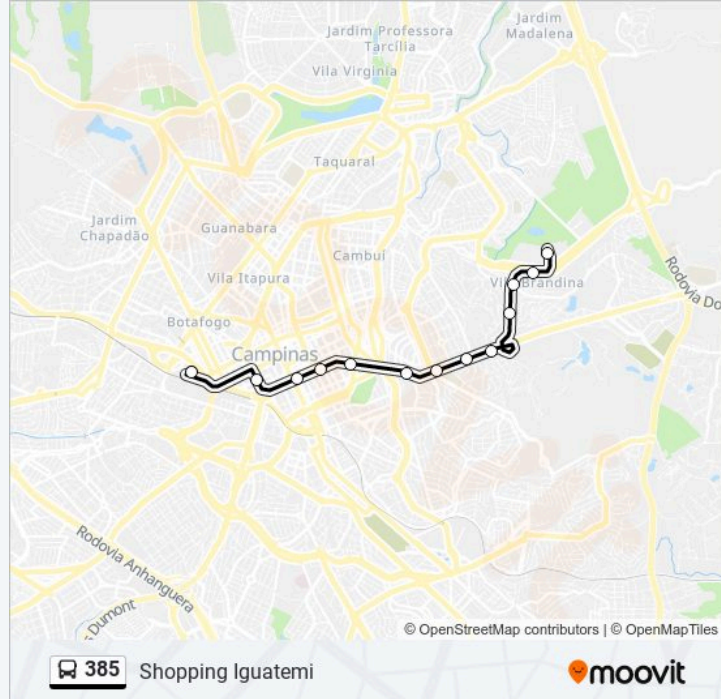 Jardim
Madalena
Jardim Professora
Tarcília
Vila Virginia
Taquaral
Jardim
Chapadão
Guanabara
Cambuí
Vila Itapura
Vila Brandina
Rodovia Do
Botafogo
Campinas
Rodovia Anhanguera
s Dumont
© OpenStreetMap contributors | © OpenMapTiles
385 Shopping Iguatemi
moovit